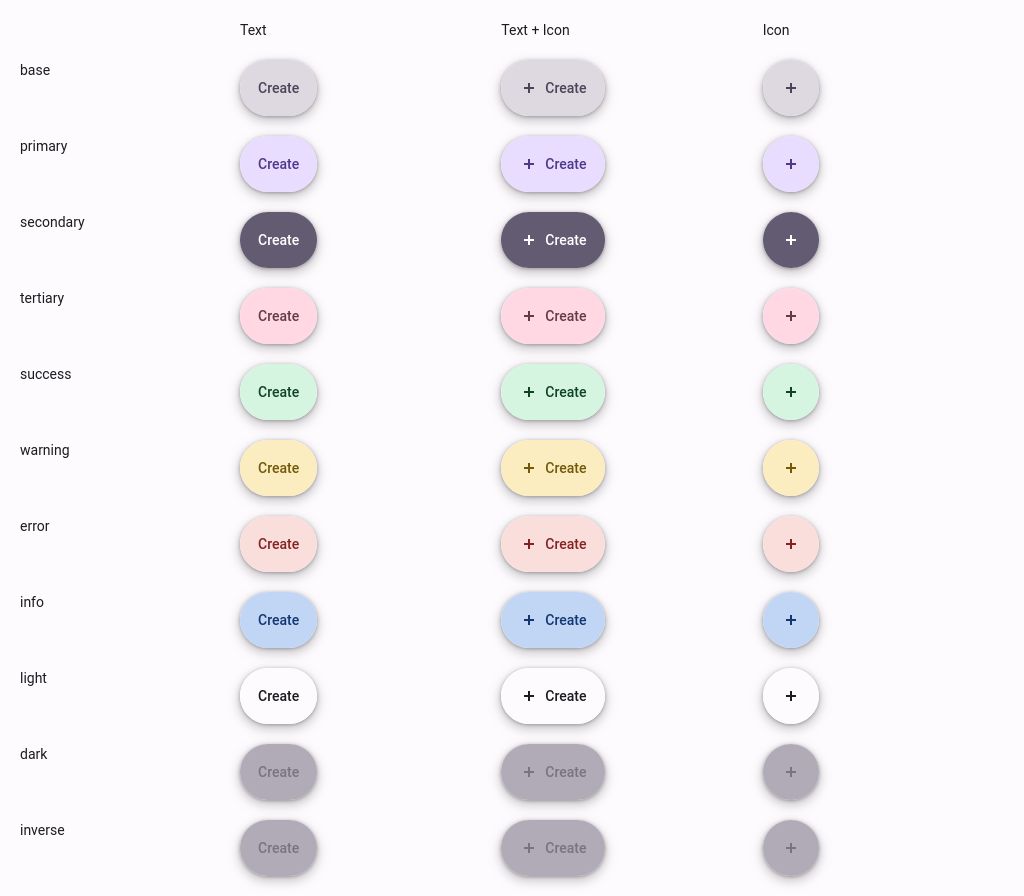 Text Text + Icon Icon
base Create + Create +
primary Create + Create +
secondary Create + Create +
tertiary Create + Create +
success Create + Create +
warning Create + Create +
error Create + Create +
info Create + Create +
light Create + Create +
dark Create + Create +
inverse Create + Create +